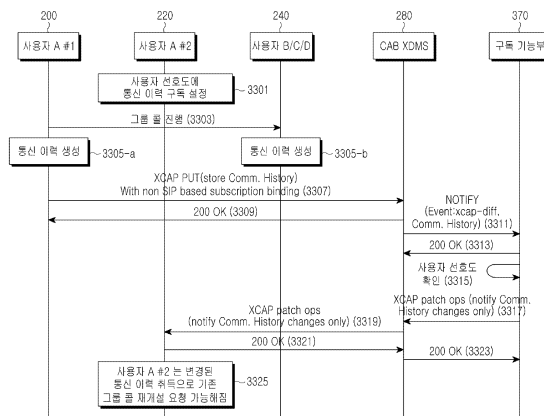 200
220
240
280
370
사용자 A #1
사용자 A #2
사용자 B/C/D
CAB XDMS
구독 기능부
사용자 선호도에
통신 이력 구독 설정
3301
그룹 콜 진행 (3303)
통신 이력 생성
3305-a
통신 이력 생성
3305-b
XCAP PUT(store Comm. History)
With non SIP based subscription binding (3307)
200 OK (3309)
NOTIFY
(Event:xcap-diff,
Comm. History) (3311)
200 OK (3313)
사용자 선호도
확인 (3315)
XCAP patch ops (notify Comm.
History changes only) (3317)
XCAP patch ops
(notify Comm. History changes only) (3319)
200 OK (3321)
200 OK (3323)
사용자 A #2 는 변경된
통신 이력 취득으로 기존
그룹 콜 재개설 요청 가능해짐
3325